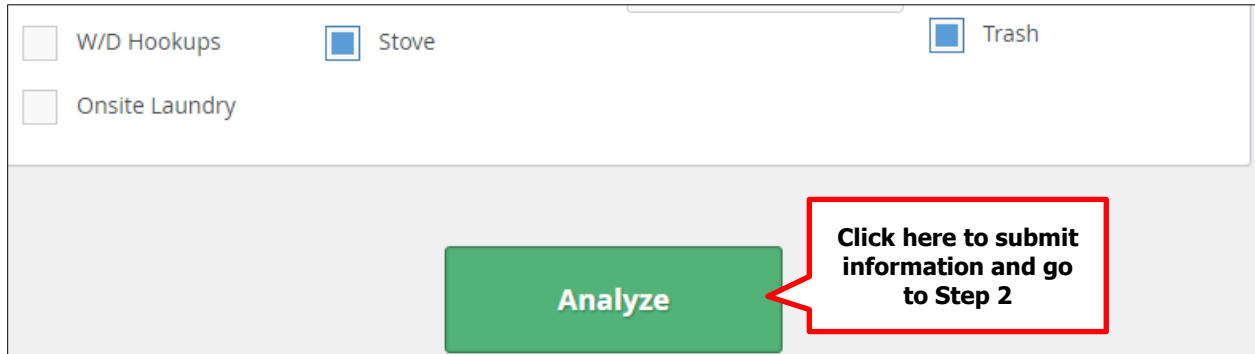 W/D Hookups
Stove
Trash
Onsite Laundry
Click here to submit
information and go
to Step 2
Analyze